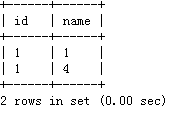 +------+------+
| id   | name |
+------+------+
| 1    | 1    |
| 1    | 4    |
+------+------+
2 rows in set (0.00 sec)